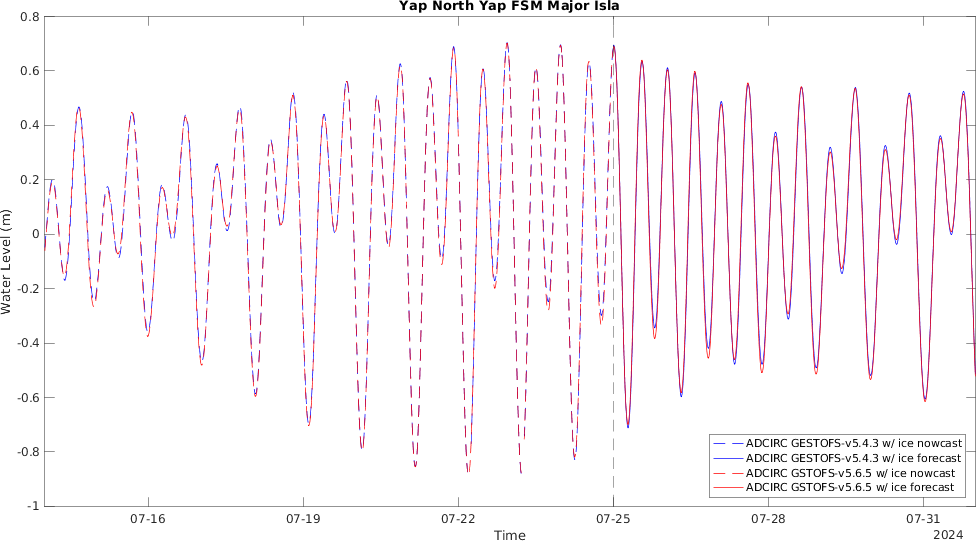 Yap North Yap FSM Major Isla
0.8
0.6
0.4
0.2
0
-0.2
-0.4
-0.6
-0.8
-1
Water Level (m)
07-16
07-19
07-22
07-25
07-28
07-31
Time
2024
ADCIRC GESTOFS-v5.4.3 w/ ice nowcast
ADCIRC GESTOFS-v5.4.3 w/ ice forecast
ADCIRC GSTOFS-v5.6.5 w/ ice nowcast
ADCIRC GSTOFS-v5.6.5 w/ ice forecast